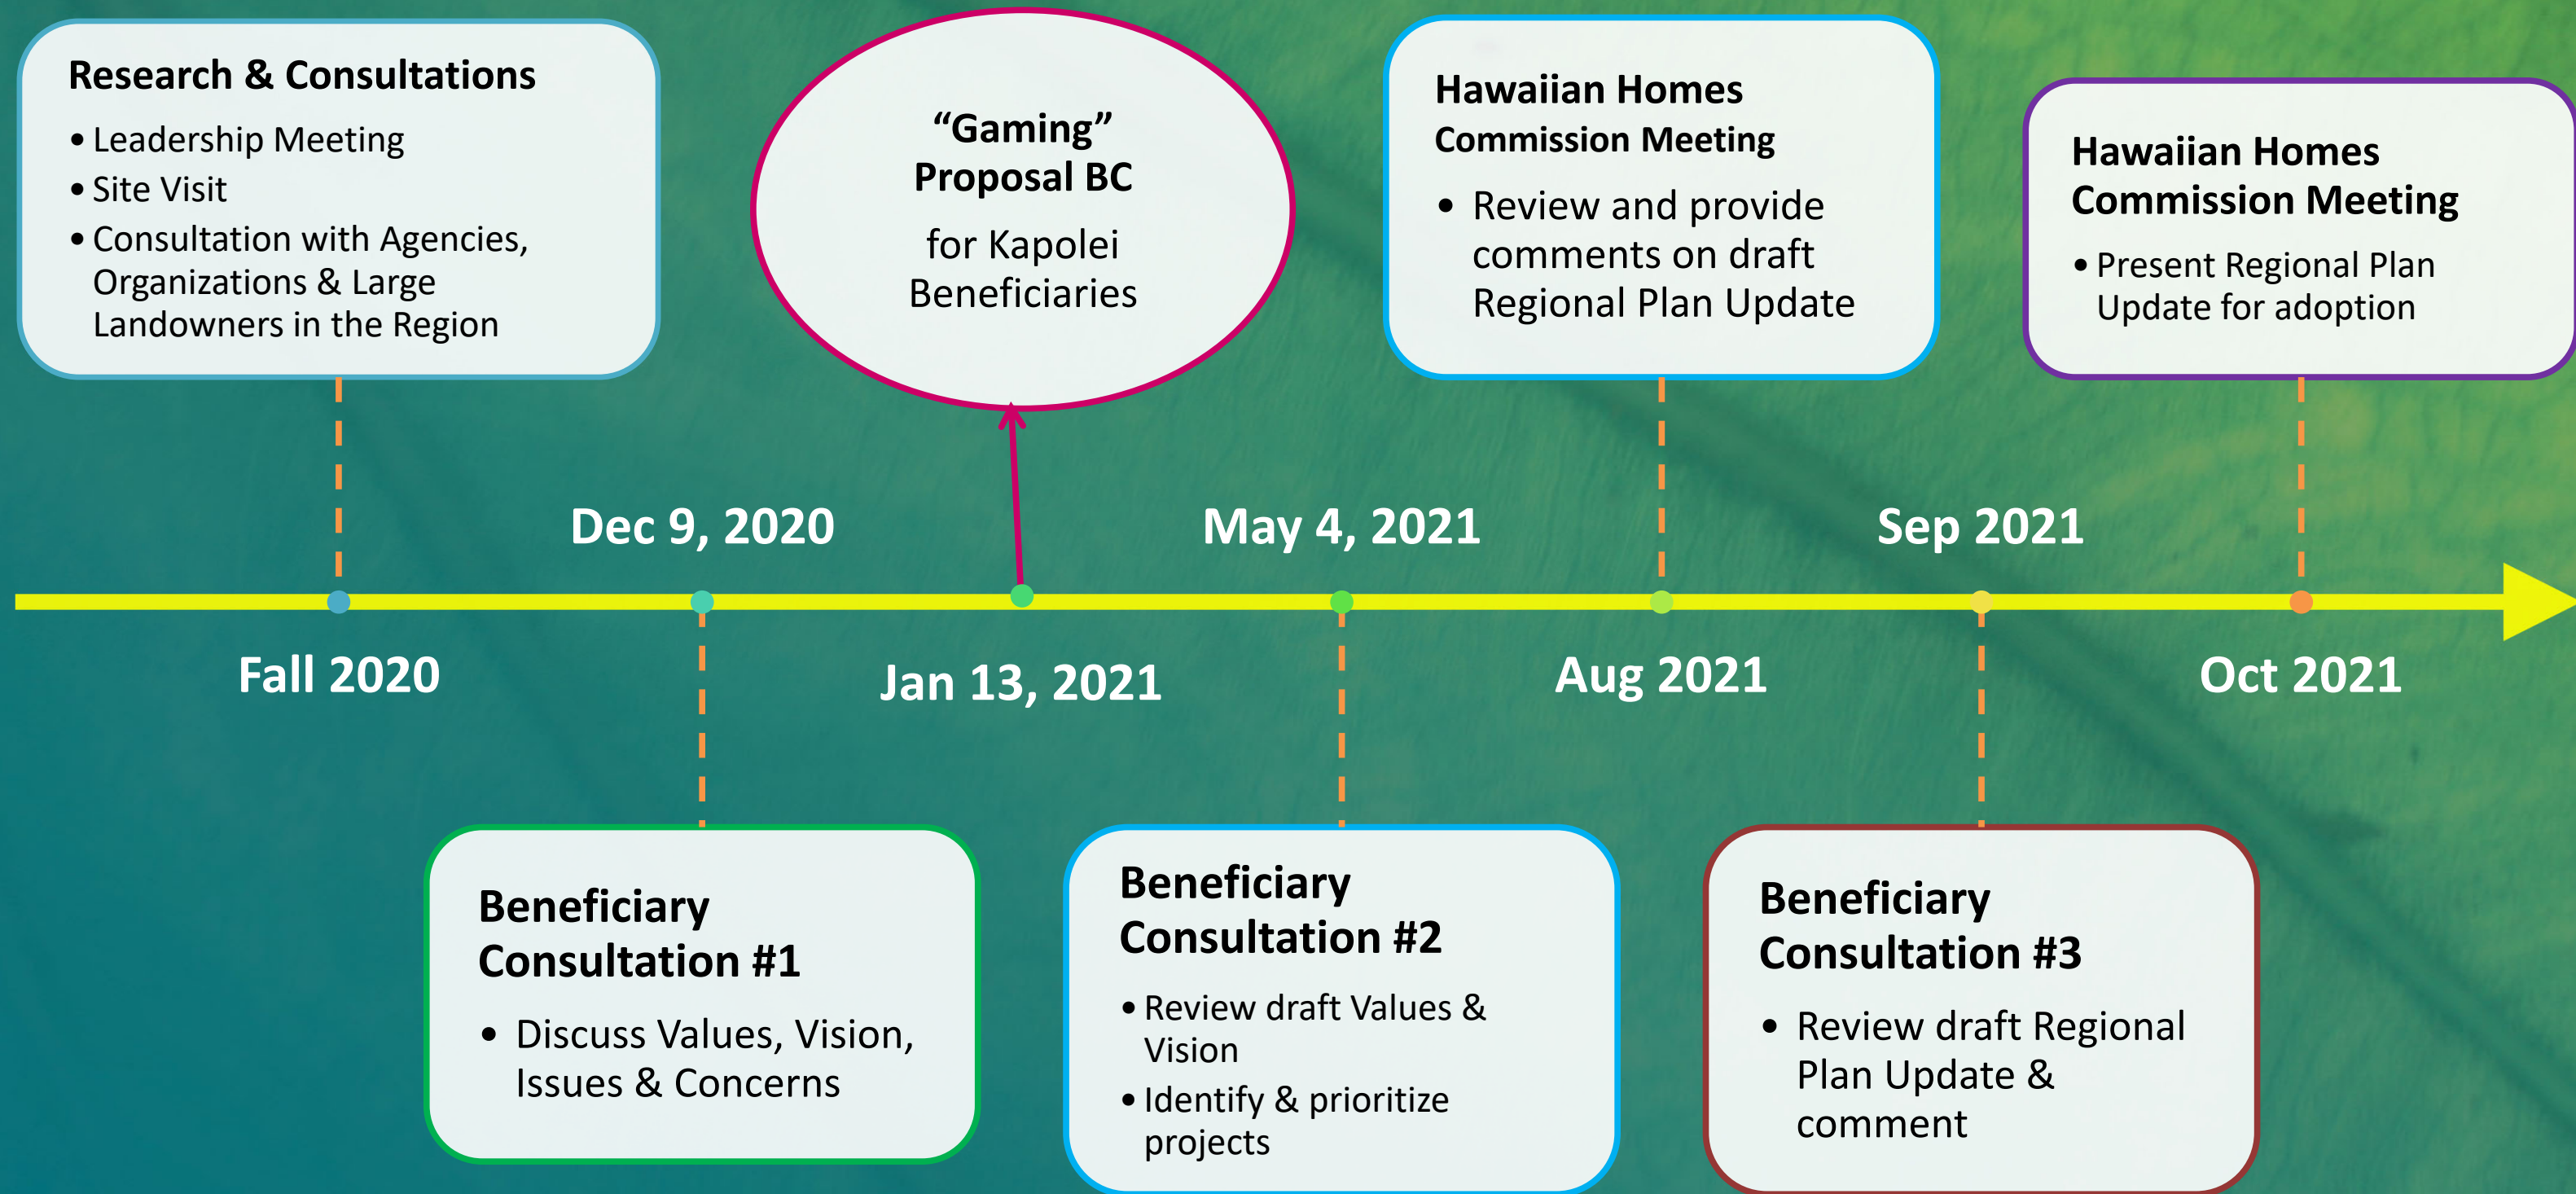 Research & Consultations
• Leadership Meeting
• Site Visit
• Consultation with Agencies,
Organizations & Large
Landowners in the Region
“Gaming”
Proposal BC
for Kapolei
Beneficiaries
Hawaiian Homes
Commission Meeting
• Review and provide
comments on draft
Regional Plan Update
Hawaiian Homes
Commission Meeting
• Present Regional Plan
Update for adoption
Dec 9, 2020
May 4, 2021
Sep 2021
Fall 2020
Jan 13, 2021
Aug 2021
Oct 2021
Beneficiary
Consultation #1
• Discuss Values, Vision,
Issues & Concerns
Beneficiary
Consultation #2
• Review draft Values &
Vision
• Identify & prioritize
projects
Beneficiary
Consultation #3
• Review draft Regional
Plan Update &
comment